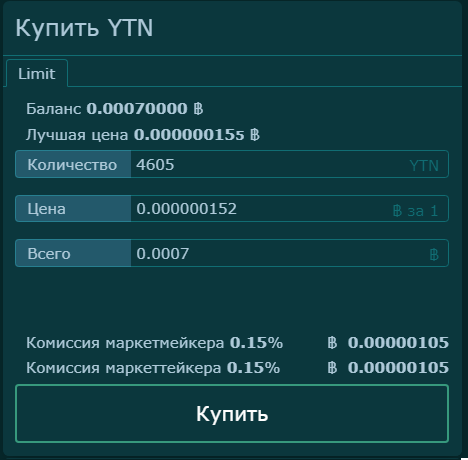 Купить YTN
Limit
Баланс 0.00070000 ฿
Лучшая цена 0.000000155 ฿
Количество 4605 YTN
Цена 0.000000152 ฿ за 1
Всего 0.0007 ฿
Комиссия маркетмейкера 0.15% ฿ 0.00000105
Комиссия маркеттейкера 0.15% ฿ 0.00000105
Купить